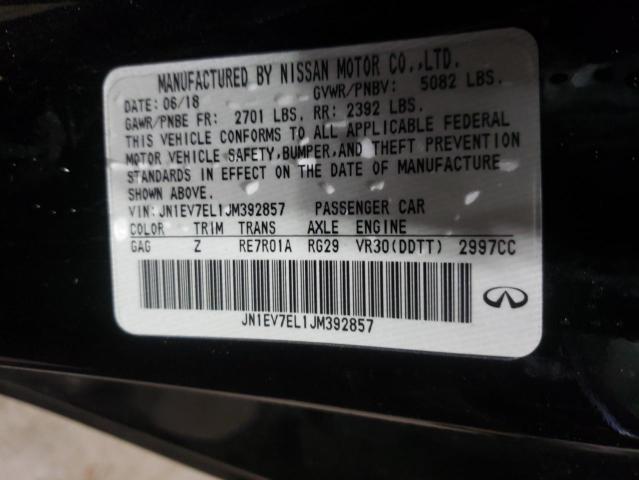 MANUFACTURED BY NISSAN MOTOR CO.,LTD.
DATE: 06/18 GVWR/PNBV: 5082 LBS.
GAWR/PNBE FR: 2701 LBS. RR: 2392 LBS.
THIS VEHICLE CONFORMS TO ALL APPLICABLE FEDERAL
MOTOR VEHICLE SAFETY,BUMPER,AND THEFT PREVENTION
STANDARDS IN EFFECT ON THE DATE OF MANUFACTURE
SHOWN ABOVE.
VIN:JN1EV7EL1JM392857 PASSENGER CAR
COLOR TRIM TRANS AXLE ENGINE
GAG Z RE7R01A RG29 VR30(DDTT) 2997CC
JN1EV7EL1JM392857